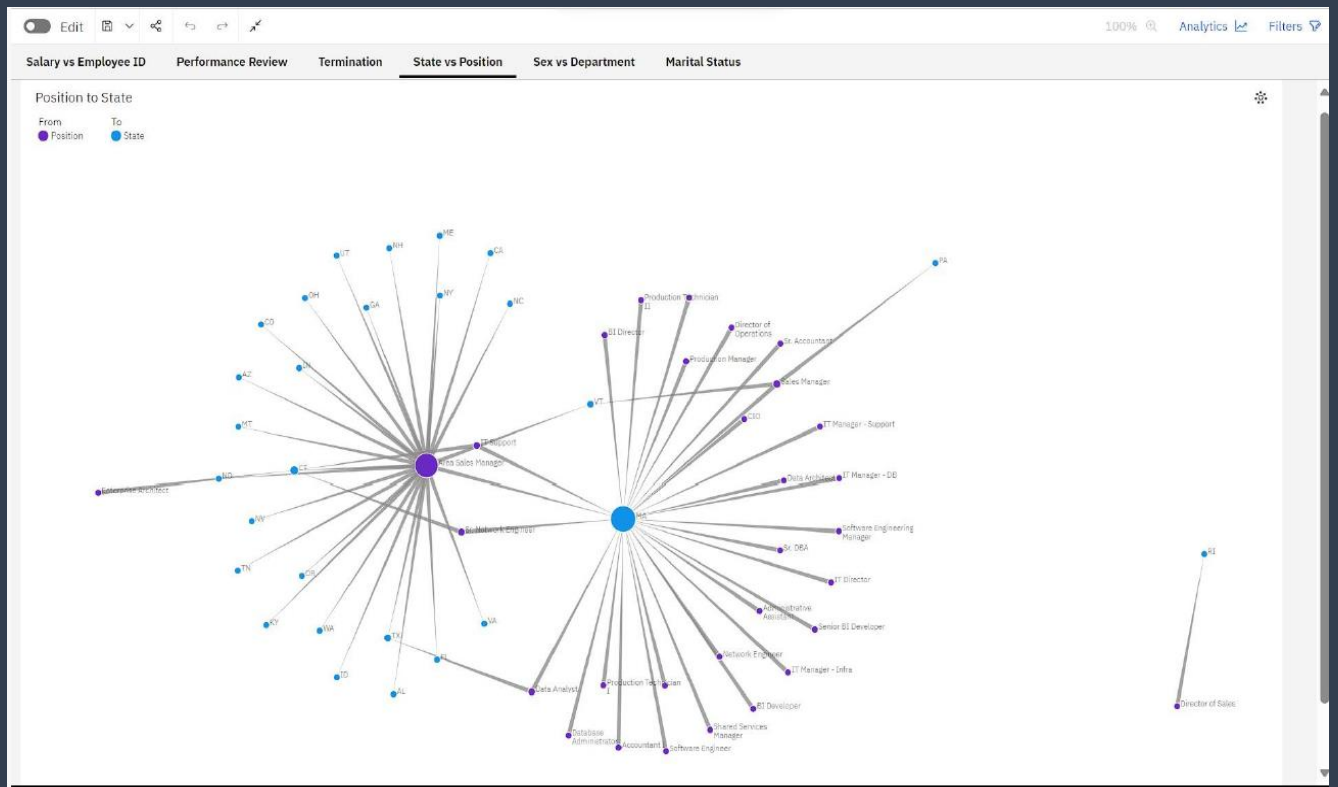 Edit
100%
Analytics
Filters
Salary vs Employee ID
Performance Review
Termination
State vs Position
Sex vs Department
Marital Status
Position to State
From
To
Position
State
ME
NH
UT
CA
PA
OH
NY
GA
NC
Production Technician
II
CO
BI Director
Director of
Operations
Sr. Accountant
Production Manager
AZ
Sales Manager
VT
CIO
MT
IT Manager - Support
IT Support
Area Sales Manager
CT
ND
Data Architect
IT Manager - DB
Enterprise Architect
MA
NV
Sr. Network Engineer
Software Engineering
Manager
Sr. DBA
RI
TN
OR
IT Director
Administrative
Assistant
KY
WA
VA
Senior BI Developer
TX
FL
Network Engineer
IT Manager - Infra
ID
AL
Data Analyst
Production Technician
I
BI Developer
Director of Sales
Shared Services
Manager
Database
Administrator
Accountant I
Software Engineer